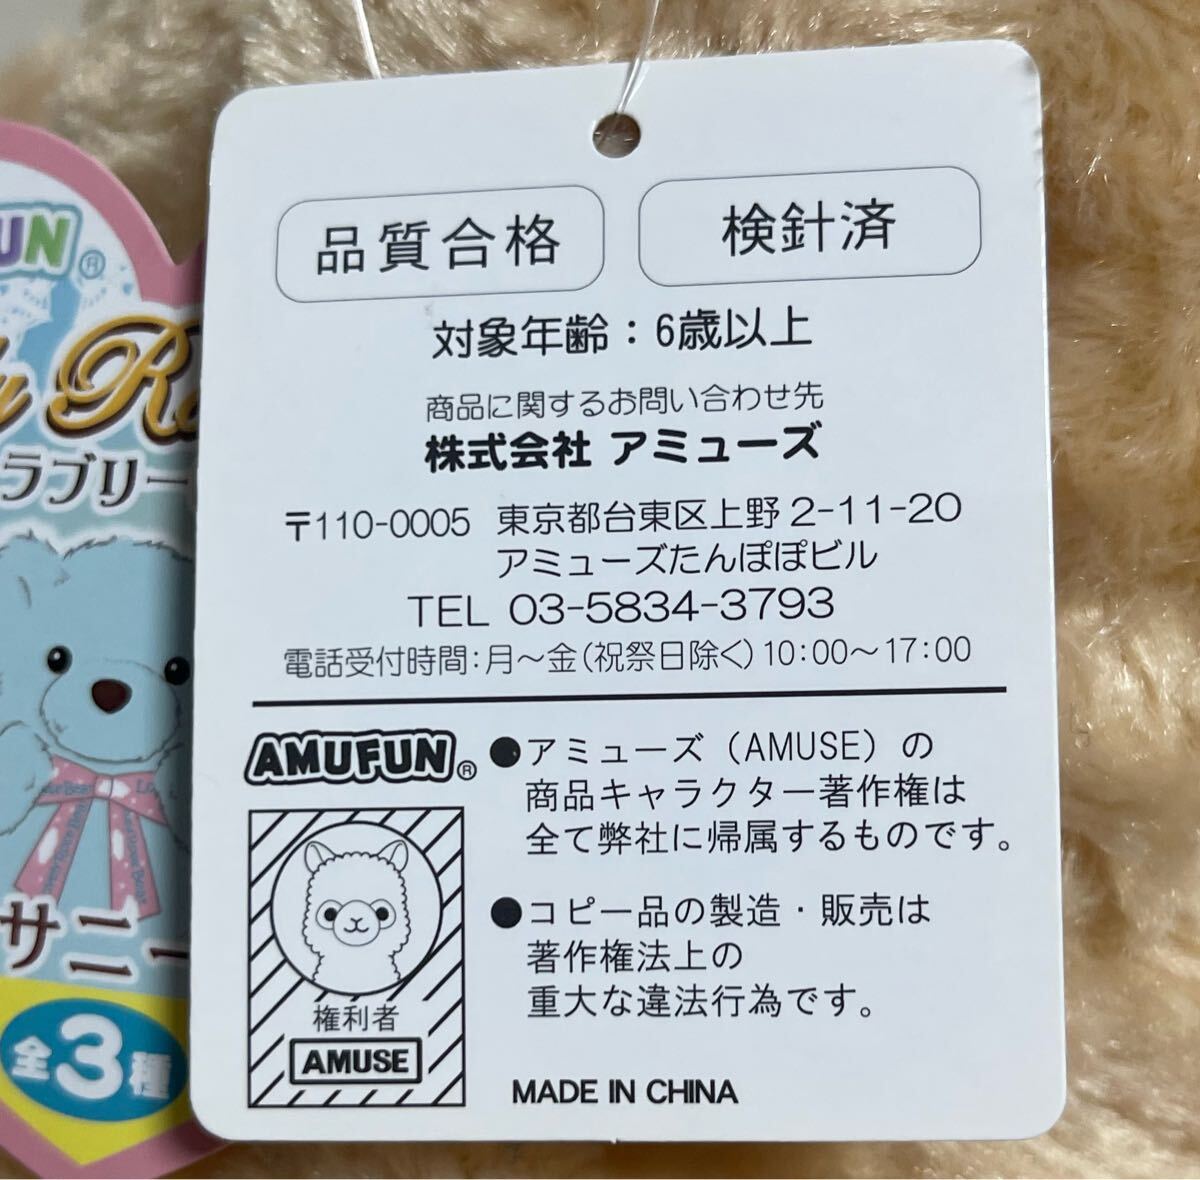 品質合格
検針済
対象年齢：6歳以上
商品に関するお問い合わせ先
株式会社 アミューズ
〒110-0005 東京都台東区上野2-11-20
アミューズたんぽぽビル
TEL 03-5834-3793
電話受付時間：月～金(祝祭日除く)10:00～17:00
AMUFUN®
権利者
AMUSE
●アミューズ（AMUSE）の
商品キャラクター著作権は
全て弊社に帰属するものです。
●コピー品の製造・販売は
著作権法上の
重大な違法行為です。
MADE IN CHINA
UN®
ラブリー
サニー
全3種